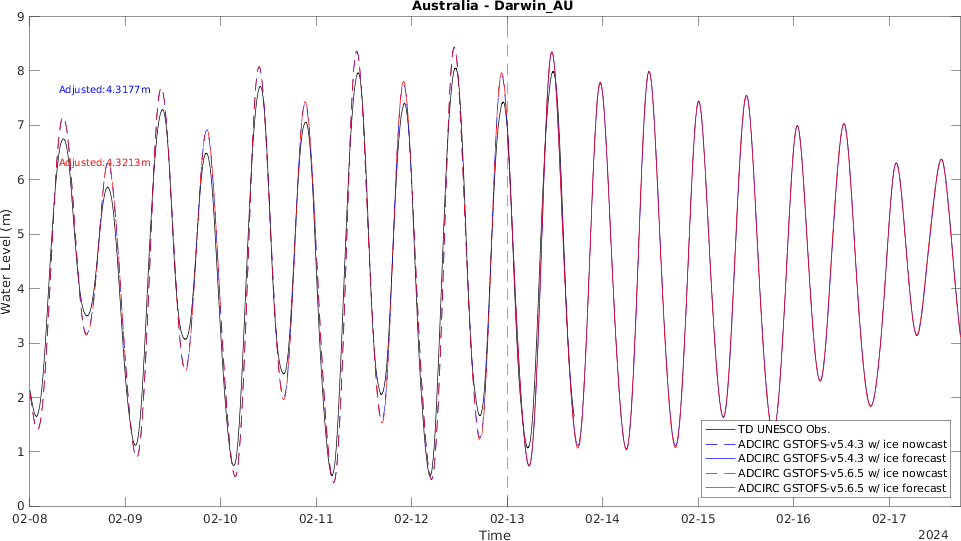 Australia - Darwin_AU
9
8
7
6
5
4
3
2
1
0
Water Level (m)
Adjusted:4.3177m
Adjusted:4.3213m
TD UNESCO Obs.
ADCIRC GSTOFS-v5.4.3 w/ ice nowcast
ADCIRC GSTOFS-v5.4.3 w/ ice forecast
ADCIRC GSTOFS-v5.6.5 w/ ice nowcast
ADCIRC GSTOFS-v5.6.5 w/ ice forecast
02-08 02-09 02-10 02-11 02-12 02-13 02-14 02-15 02-16 02-17
Time
2024